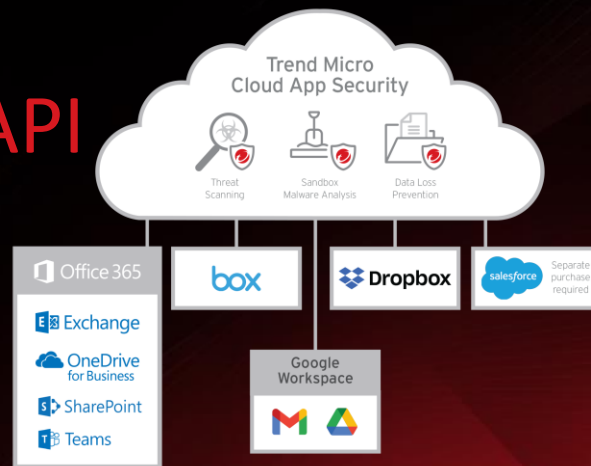 API
Trend Micro
Cloud App Security
Threat
Scanning
Sandbox
Malware Analysis
Data Loss
Prevention
Office 365
Exchange
OneDrive
for Business
SharePoint
Teams
box
Dropbox
salesforce
Separate
purchase
required
Google
Workspace